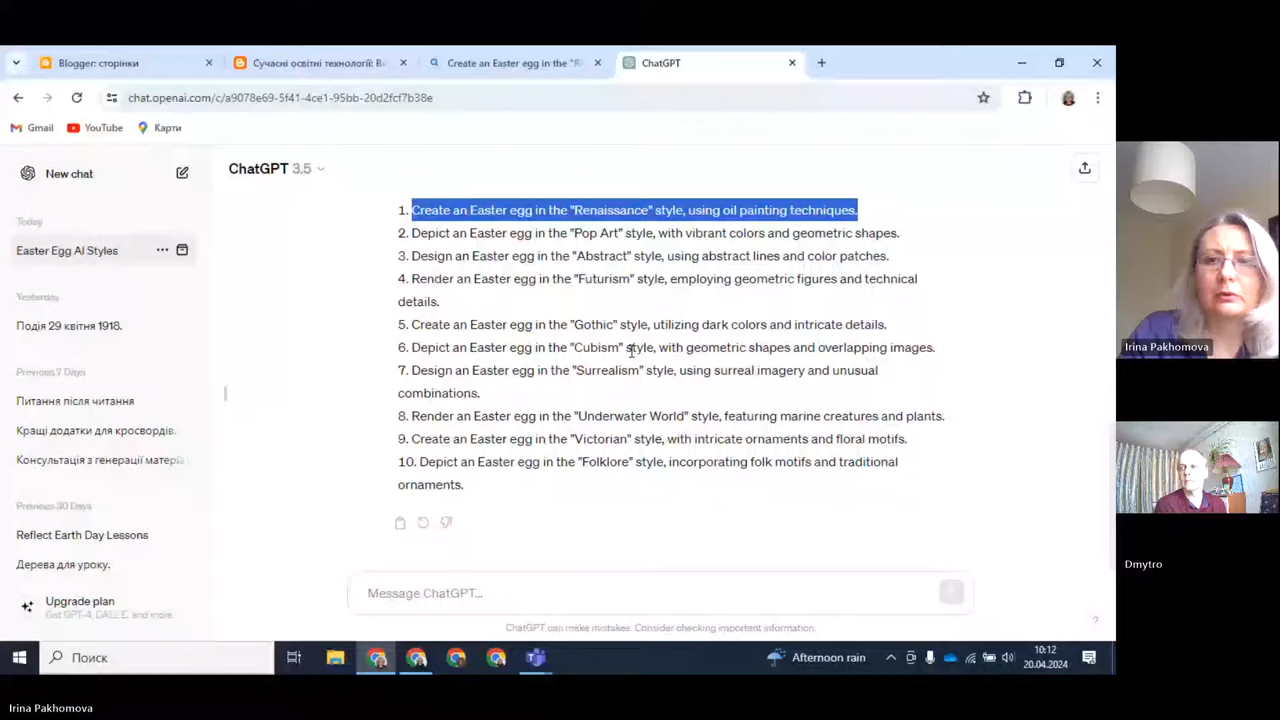 Blogger: сторінки
Сучасні освітні технології: В
Create an Easter egg in the "R
ChatGPT
chat.openai.com/c/a9078e69-5f41-4ce1-95bb-20d2fcf7b38e
Gmail
YouTube
Карти
New chat
ChatGPT 3.5
Today
Easter Egg AI Styles
Yesterday
Подія 29 квітня 1918.
Previous 7 Days
Питання після читання
Кращі додатки для кросвордів.
Консультація з генерації матеріа
Previous 30 Days
Reflect Earth Day Lessons
Дерева для уроку.
Upgrade plan
Get GPT-4, DALL·E, and more
1. Create an Easter egg in the "Renaissance" style, using oil painting techniques.
2. Depict an Easter egg in the "Pop Art" style, with vibrant colors and geometric shapes.
3. Design an Easter egg in the "Abstract" style, using abstract lines and color patches.
4. Render an Easter egg in the "Futurism" style, employing geometric figures and technical
details.
5. Create an Easter egg in the "Gothic" style, utilizing dark colors and intricate details.
6. Depict an Easter egg in the "Cubism" style, with geometric shapes and overlapping images.
7. Design an Easter egg in the "Surrealism" style, using surreal imagery and unusual
combinations.
8. Render an Easter egg in the "Underwater World" style, featuring marine creatures and plants.
9. Create an Easter egg in the "Victorian" style, with intricate ornaments and floral motifs.
10. Depict an Easter egg in the "Folklore" style, incorporating folk motifs and traditional
ornaments.
Message ChatGPT...
ChatGPT can make mistakes. Consider checking important information.
?
Поиск
Afternoon rain
10:12
20.04.2024
Irina Pakhomova
Dmytro
Irina Pakhomova